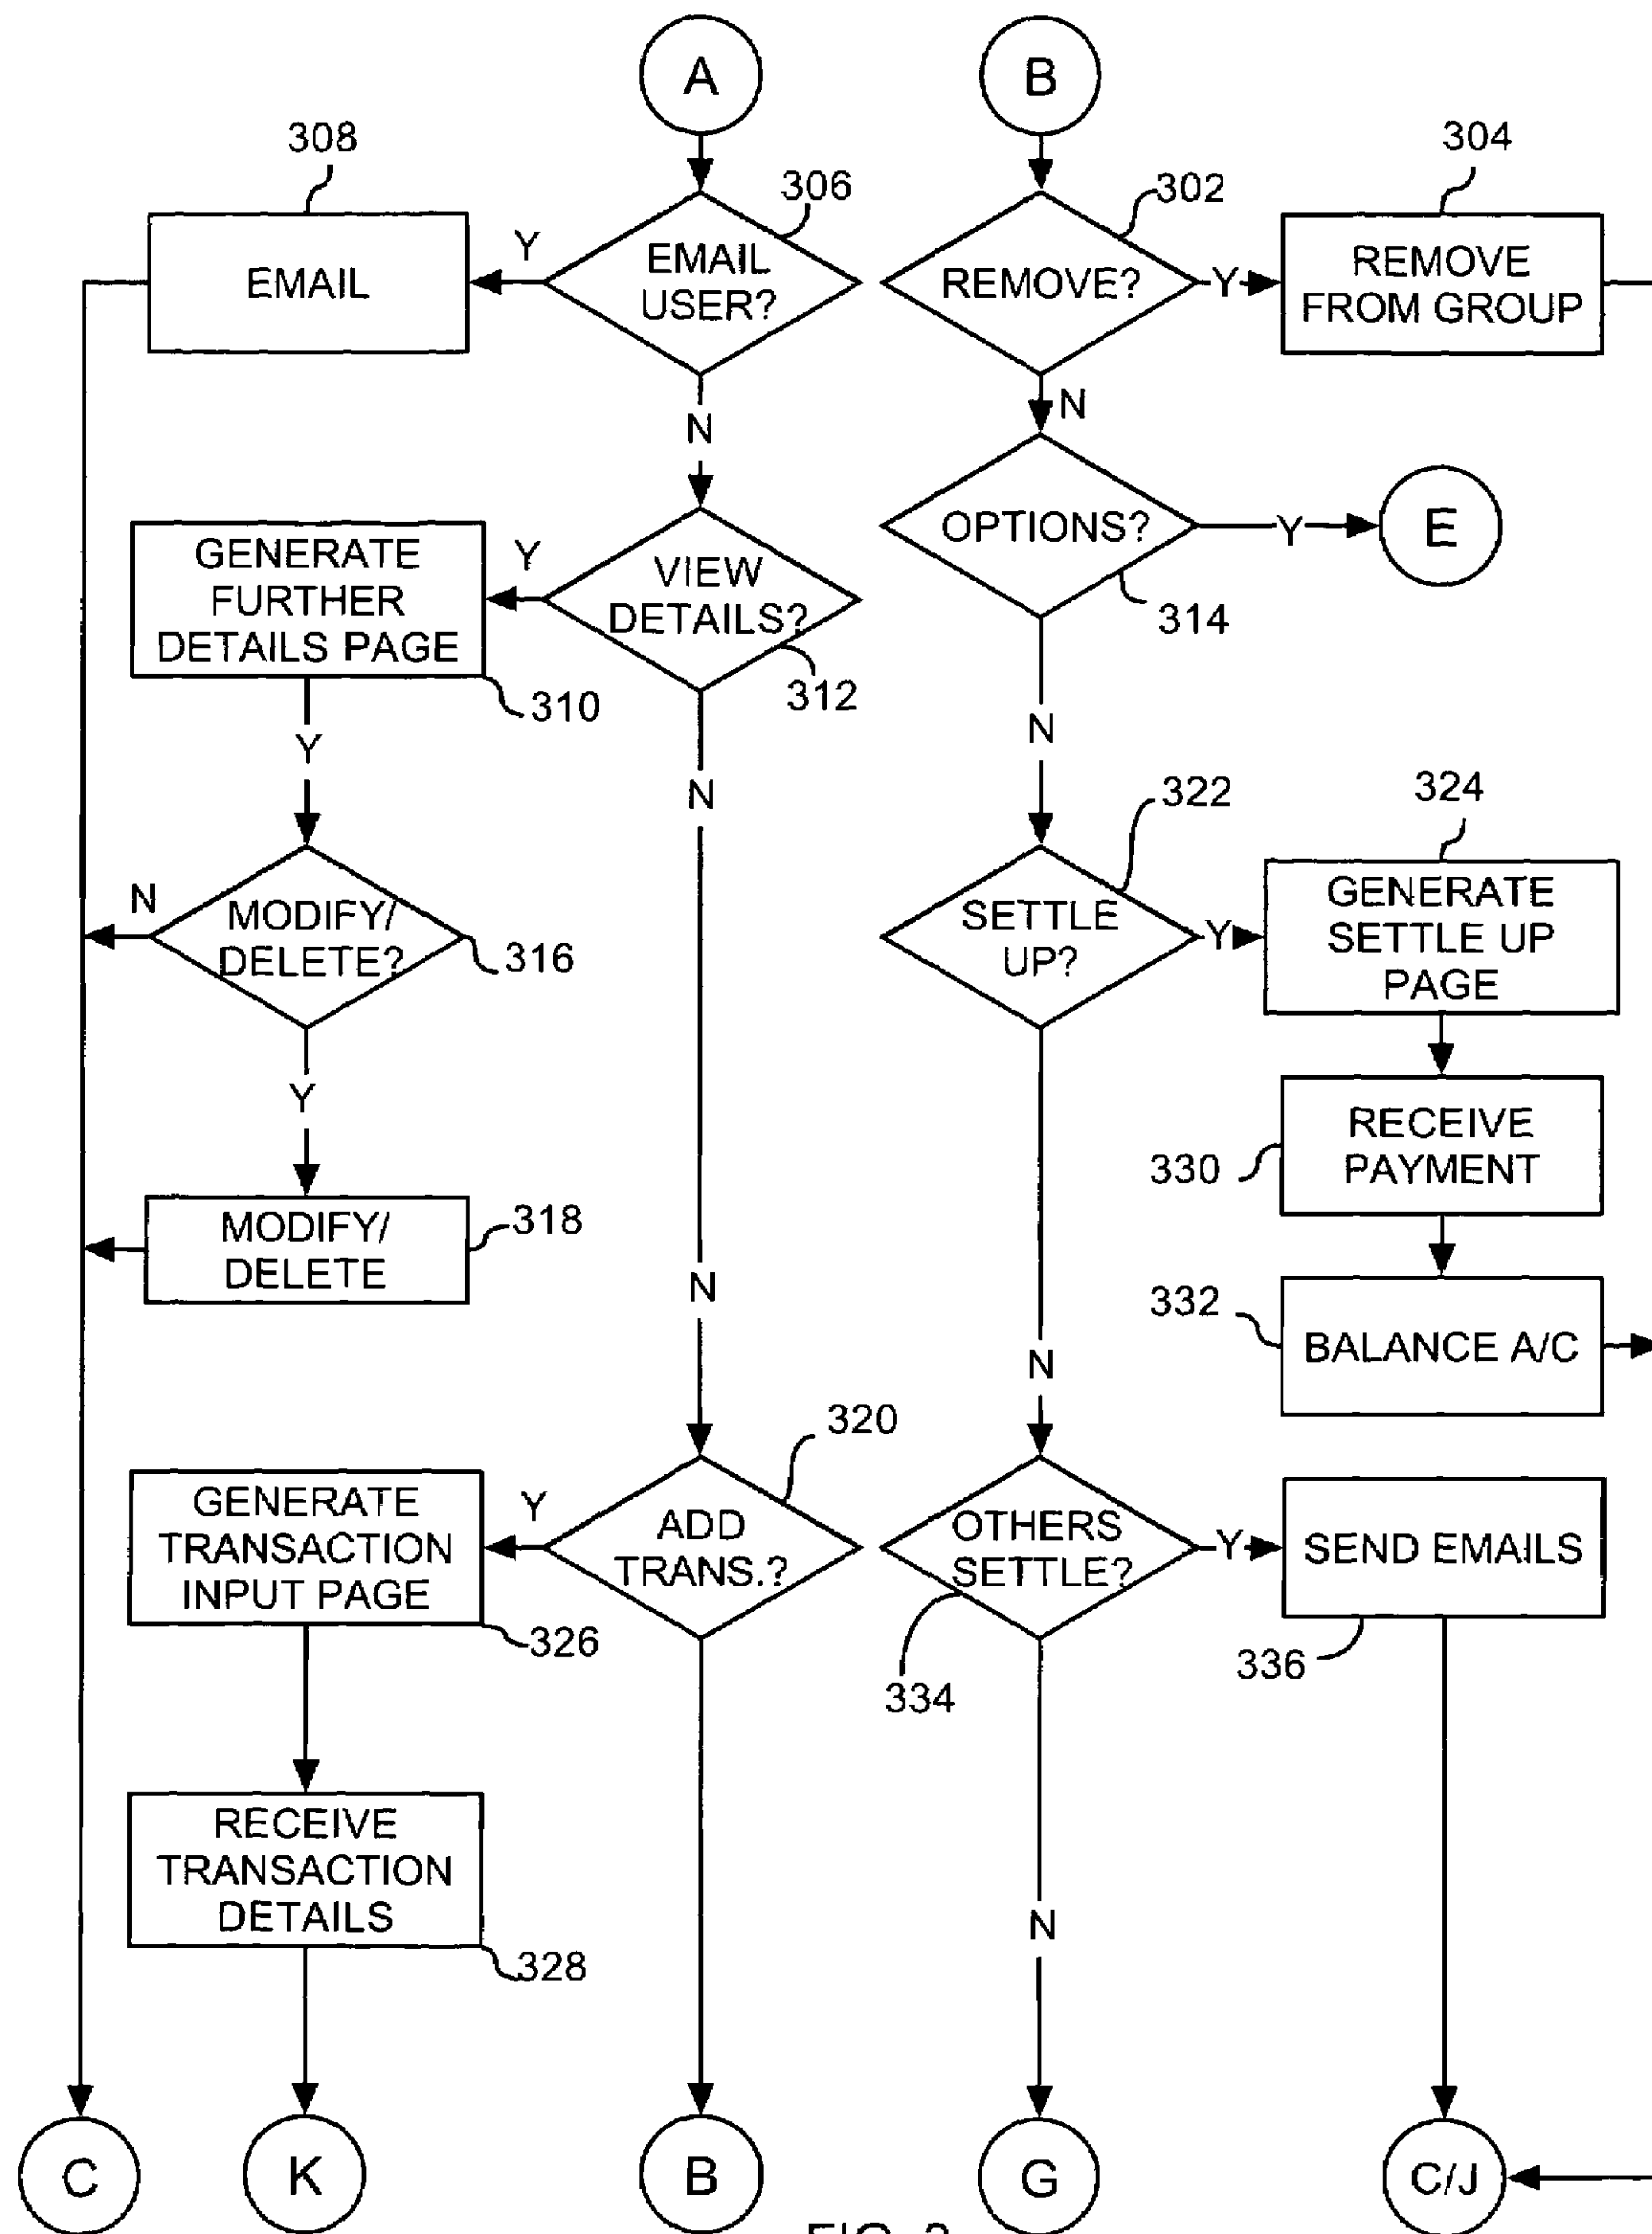 A
B
308
306
302
304
EMAIL
Y
EMAIL
USER?
REMOVE?
Y
REMOVE
FROM GROUP
N
N
GENERATE
FURTHER
DETAILS PAGE
310
Y
VIEW
DETAILS?
312
OPTIONS?
314
Y
E
Y
N
N
322
324
N
MODIFY/
DELETE?
316
SETTLE
UP?
Y
GENERATE
SETTLE UP
PAGE
Y
330
RECEIVE
PAYMENT
MODIFY/
DELETE
318
N
N
332
BALANCE A/C
320
GENERATE
TRANSACTION
INPUT PAGE
326
Y
ADD
TRANS.?
OTHERS
SETTLE?
334
Y
SEND EMAILS
336
RECEIVE
TRANSACTION
DETAILS
328
N
C
K
B
G
C/J